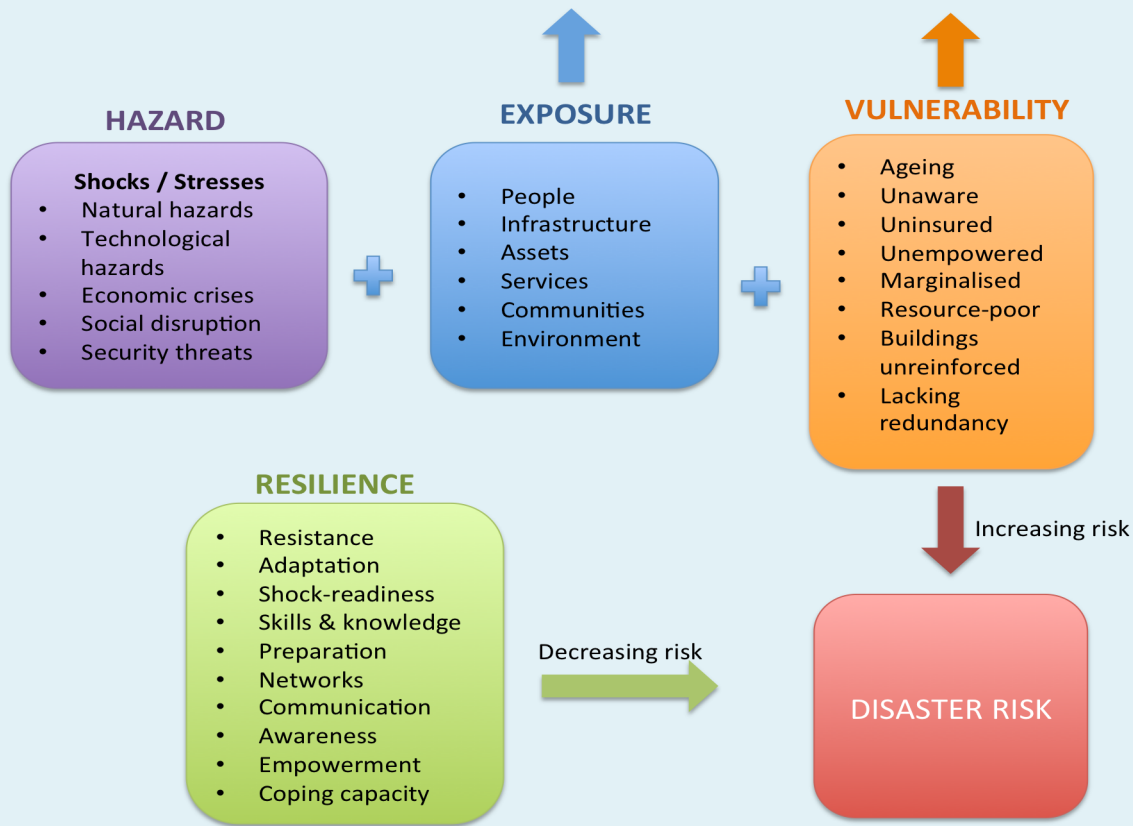 HAZARD
Shocks / Stresses
• Natural hazards
• Technological
hazards
• Economic crises
• Social disruption
• Security threats
EXPOSURE
• People
• Infrastructure
• Assets
• Services
• Communities
• Environment
VULNERABILITY
• Ageing
• Unaware
• Uninsured
• Unempowered
• Marginalised
• Resource-poor
• Buildings
unreinforced
• Lacking
redundancy
RESILIENCE
• Resistance
• Adaptation
• Shock-readiness
• Skills & knowledge
• Preparation
• Networks
• Communication
• Awareness
• Empowerment
• Coping capacity
Decreasing risk
Increasing risk
DISASTER RISK